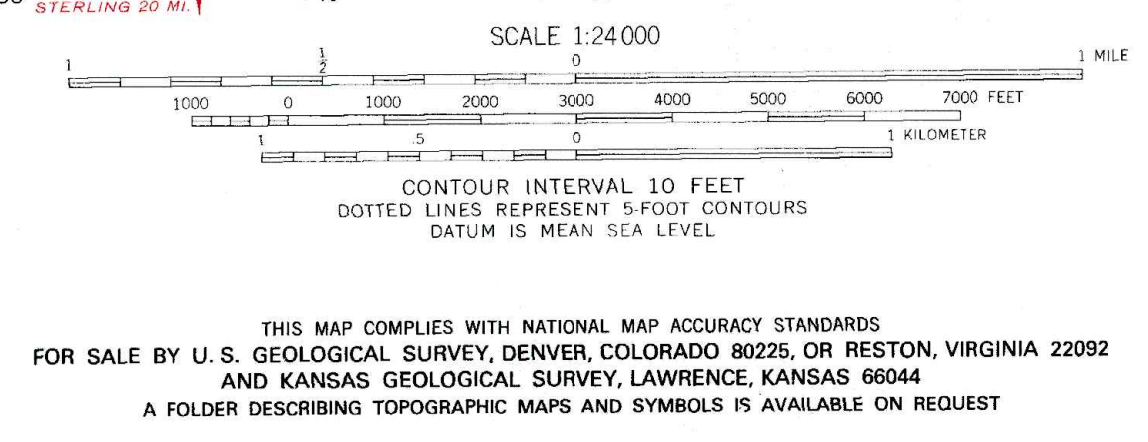 STERLING 20 MI.
SCALE 1:24 000
1 1/2 0 1 MILE
1000 0 1000 2000 3000 4000 5000 6000 7000 FEET
1 .5 0 1 KILOMETER
CONTOUR INTERVAL 10 FEET
DOTTED LINES REPRESENT 5-FOOT CONTOURS
DATUM IS MEAN SEA LEVEL
THIS MAP COMPLIES WITH NATIONAL MAP ACCURACY STANDARDS
FOR SALE BY U. S. GEOLOGICAL SURVEY, DENVER, COLORADO 80225, OR RESTON, VIRGINIA 22092
AND KANSAS GEOLOGICAL SURVEY, LAWRENCE, KANSAS 66044
A FOLDER DESCRIBING TOPOGRAPHIC MAPS AND SYMBOLS IS AVAILABLE ON REQUEST